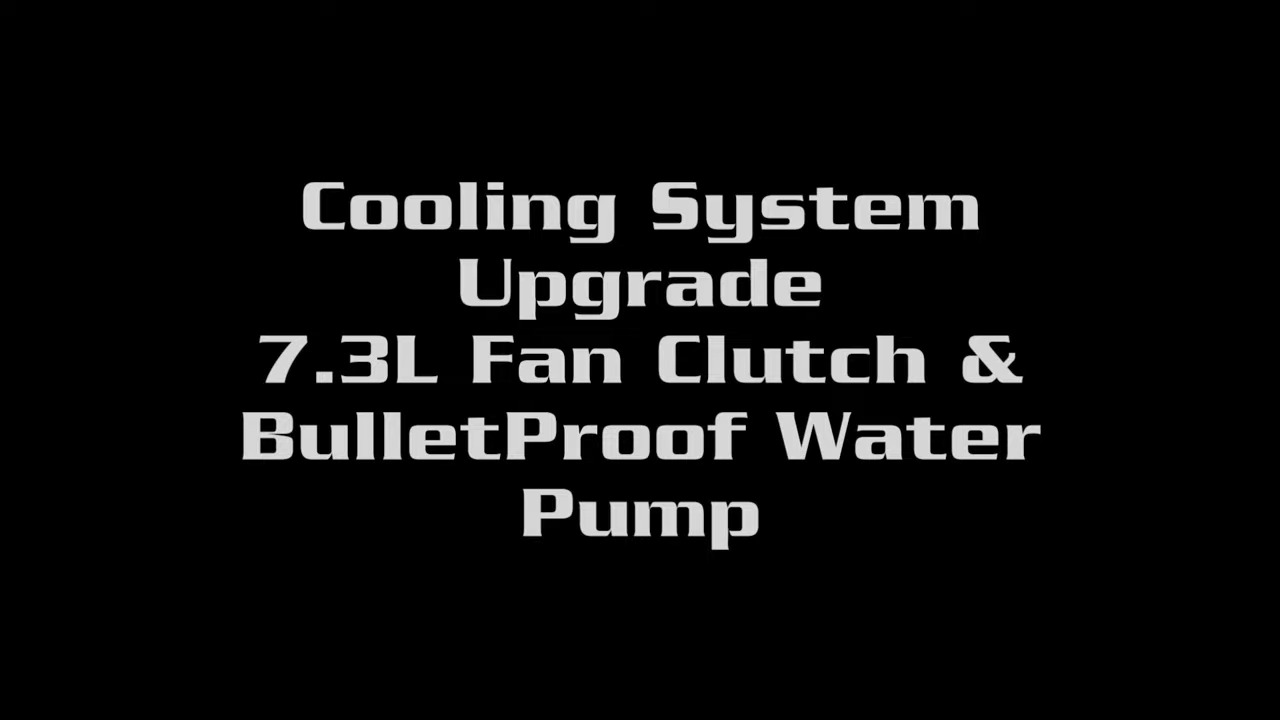 Cooling System
Upgrade
7.3L Fan Clutch &
BulletProof Water
Pump